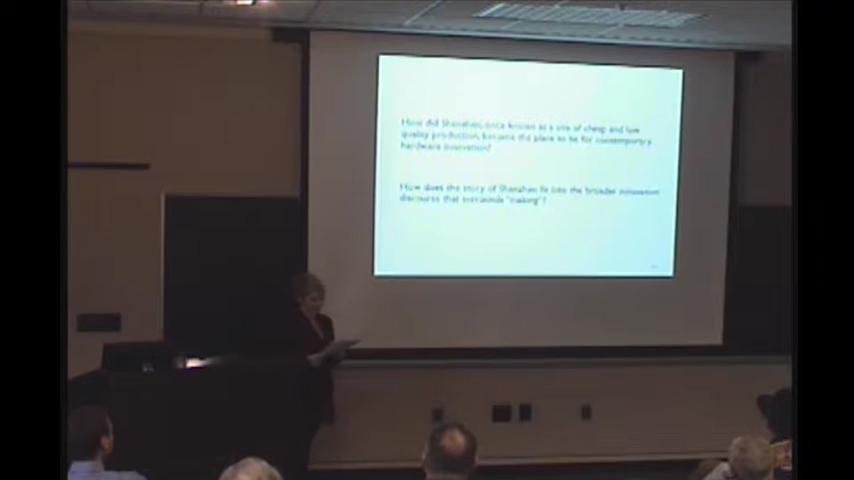 How did Shenzhen, once known as a site of cheap and low
quality production, become the place to be for contemporary
hardware innovation?
How does the story of Shenzhen fit into the broader innovation
discourse that surrounds "making"?